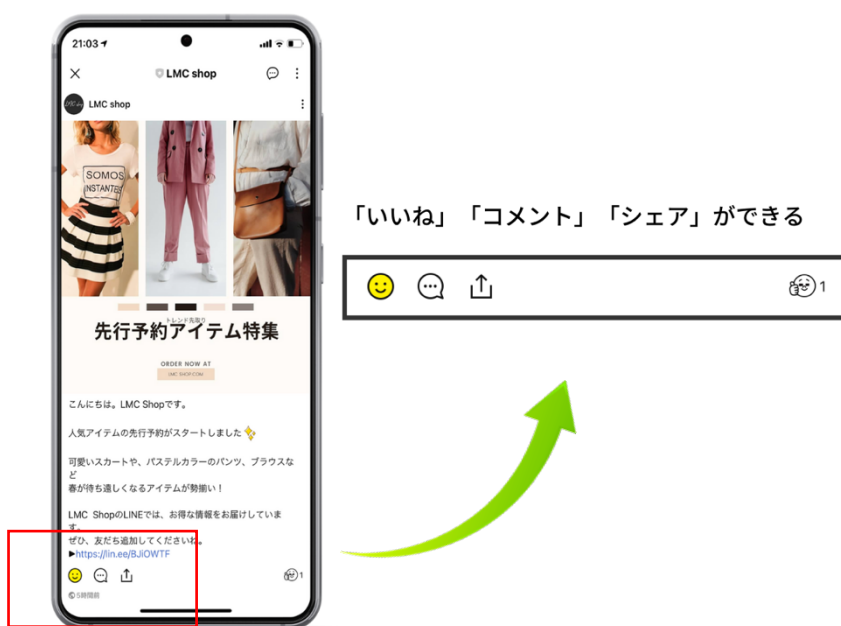 21:03
LMC shop
LMC shop
SOMOS
INSTANTES
トレンド先取り
先行予約アイテム特集
ORDER NOW AT
LMC SHOP.COM
こんにちは。LMC Shopです。
人気アイテムの先行予約がスタートしました
可愛いスカートや、パステルカラーのパンツ、ブラウスな
ど
春が待ち遠しくなるアイテムが勢揃い！
LMC ShopのLINEでは、お得な情報をお届けしていま
す。
ぜひ、友だち追加してくださいね。
▶https://lin.ee/BJiOWTF
1
5時間前
「いいね」「コメント」「シェア」ができる
1